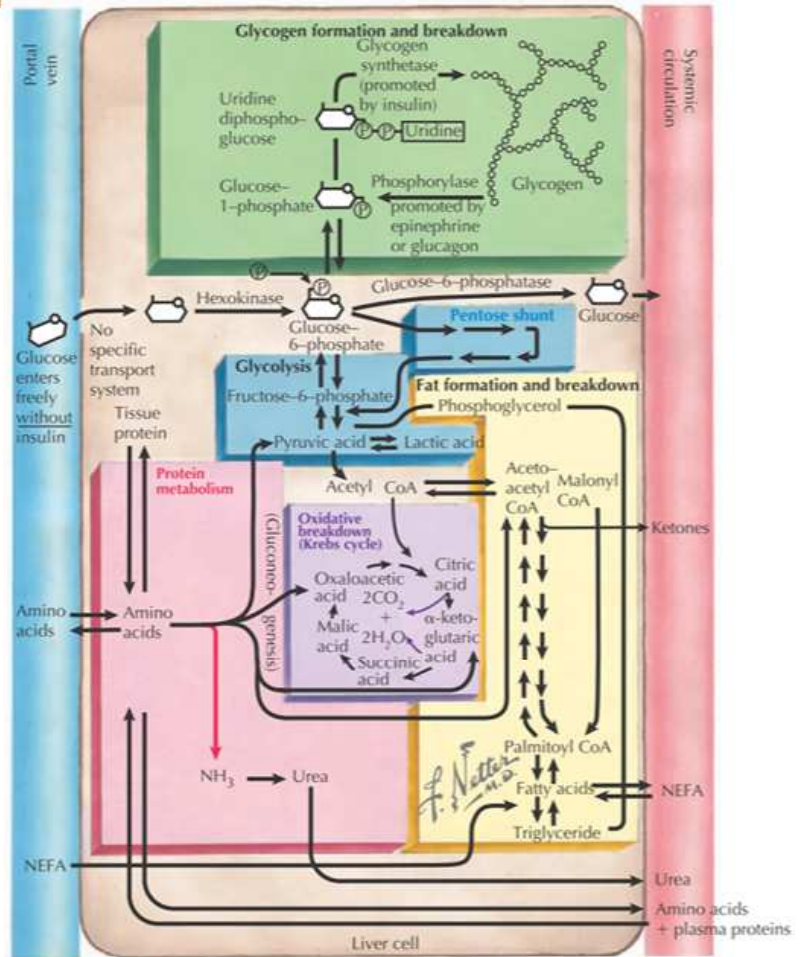 Portal
vein
Systemic
circulation
Glycogen formation and breakdown
Glycogen
synthetase
(promoted
by insulin)
Uridine
diphospho–
glucose
P
P
Uridine
Glucose–
1–phosphate
P
Phosphorylase
promoted by
epinephrine
or glucagon
Glycogen
P
P
Hexokinase
Glucose–6–phosphatase
Glucose–
6–phosphate
Glucose
Glucose
enters
freely
without
insulin
No
specific
transport
system
Pentose shunt
Glycolysis
Fructose–6–phosphate
Pyruvic acid
Lactic acid
Fat formation and breakdown
Phosphoglycerol
Tissue
protein
Protein
metabolism
Acetyl CoA
Aceto–
acetyl
CoA
Malonyl
CoA
Ketones
(Gluconeo-
genesis)
Oxidative
breakdown
(Krebs cycle)
Oxaloacetic
acid
Citric
acid
2CO2
+
2H2O
Malic
acid
α-keto-
glutaric
acid
Succinic
acid
Amino
acids
Amino
acids
NH3
Urea
Palmitoyl CoA
Fatty acids
NEFA
Triglyceride
F. Netter
M.D.
NEFA
Urea
Amino acids
+ plasma proteins
Liver cell